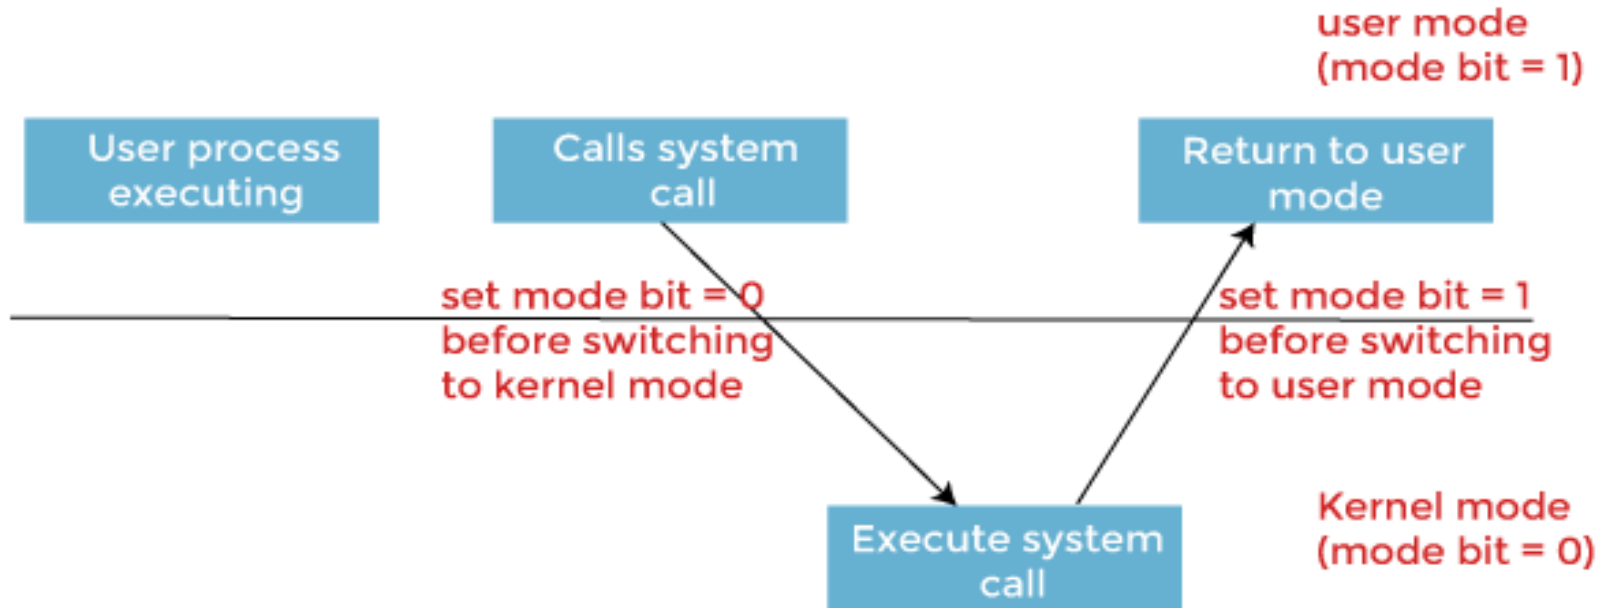 user mode
(mode bit = 1)
User process
executing
Calls system
call
Return to user
mode
set mode bit = 0
before switching
to kernel mode
set mode bit = 1
before switching
to user mode
Kernel mode
(mode bit = 0)
Execute system
call